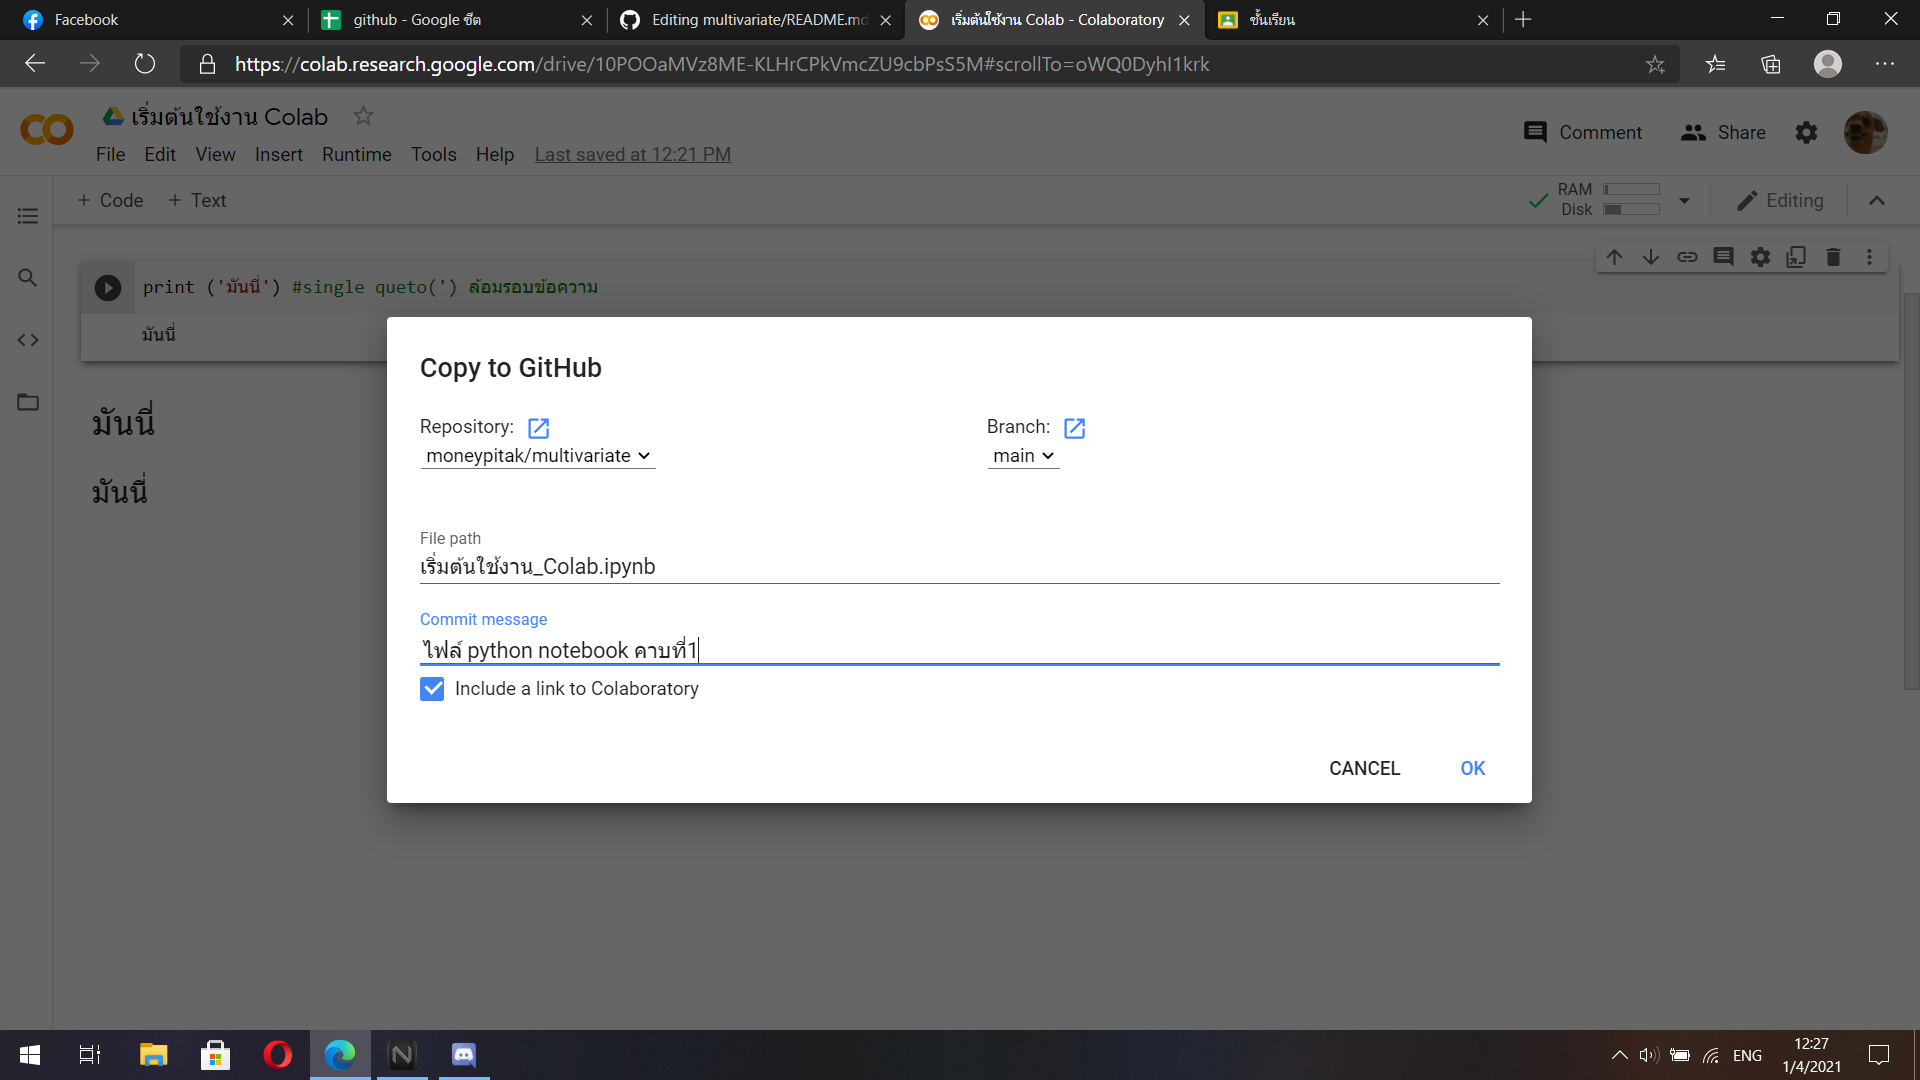 Facebook
github - Google ชีต
Editing multivariate/README.md
เริ่มต้นใช้งาน Colab - Colaboratory
ชั้นเรียน
https://colab.research.google.com/drive/10POOaMVz8ME-KLHrCPkVmcZU9cbPsS5M#scrollTo=oWQ0DyhI1krk
เริ่มต้นใช้งาน Colab
File Edit View Insert Runtime Tools Help Last saved at 12:21 PM
Comment Share
+ Code + Text
RAM
Disk
Editing
print ('มันนี่') #single queto(') ล้อมรอบข้อความ
มันนี่
มันนี่
มันนี่
Copy to GitHub
Repository: Branch:
moneypitak/multivariate main
File path
เริ่มต้นใช้งาน_Colab.ipynb
Commit message
ไฟล์ python notebook คาบที่1
Include a link to Colaboratory
CANCEL OK
ENG
12:27
1/4/2021